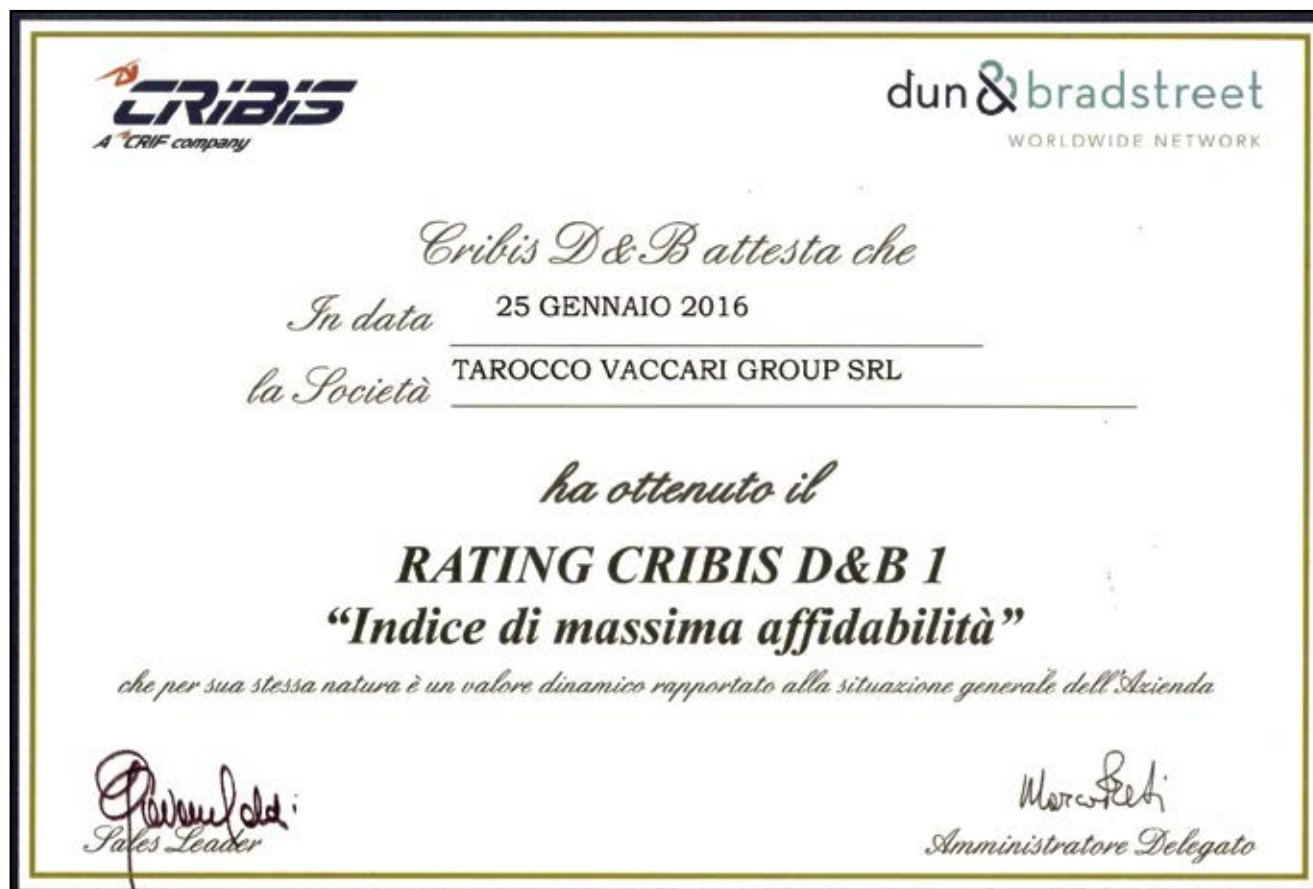 CRIBIS
A CRIF company
dun & bradstreet
WORLDWIDE NETWORK
Cribis D&B attesta che
In data 25 GENNAIO 2016
la Società TAROCCO VACCARI GROUP SRL
ha ottenuto il
RATING CRIBIS D&B 1
“Indice di massima affidabilità”
che per sua stessa natura è un valore dinamico rapportato alla situazione generale dell'Azienda
Marco Preti
Sales Leader
Amministratore Delegato